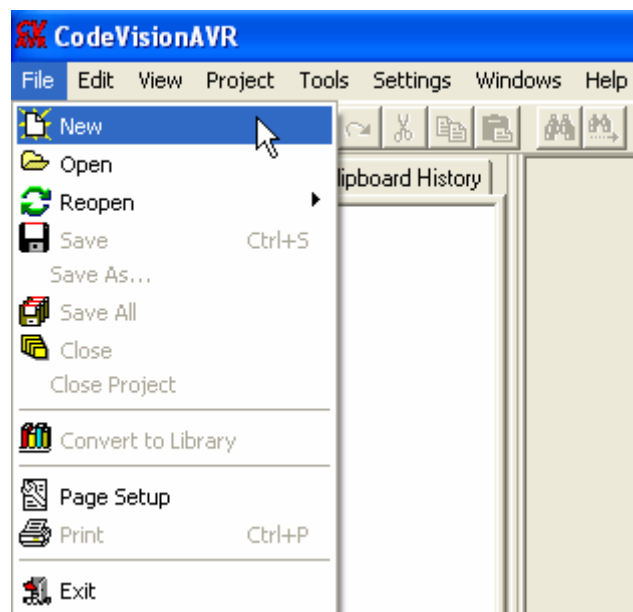 CodeVisionAVR
File Edit View Project Tools Settings Windows Help
New
Open
lipboard History
Reopen
Save Ctrl+S
Save As...
Save All
Close
Close Project
Convert to Library
Page Setup
Print Ctrl+P
Exit